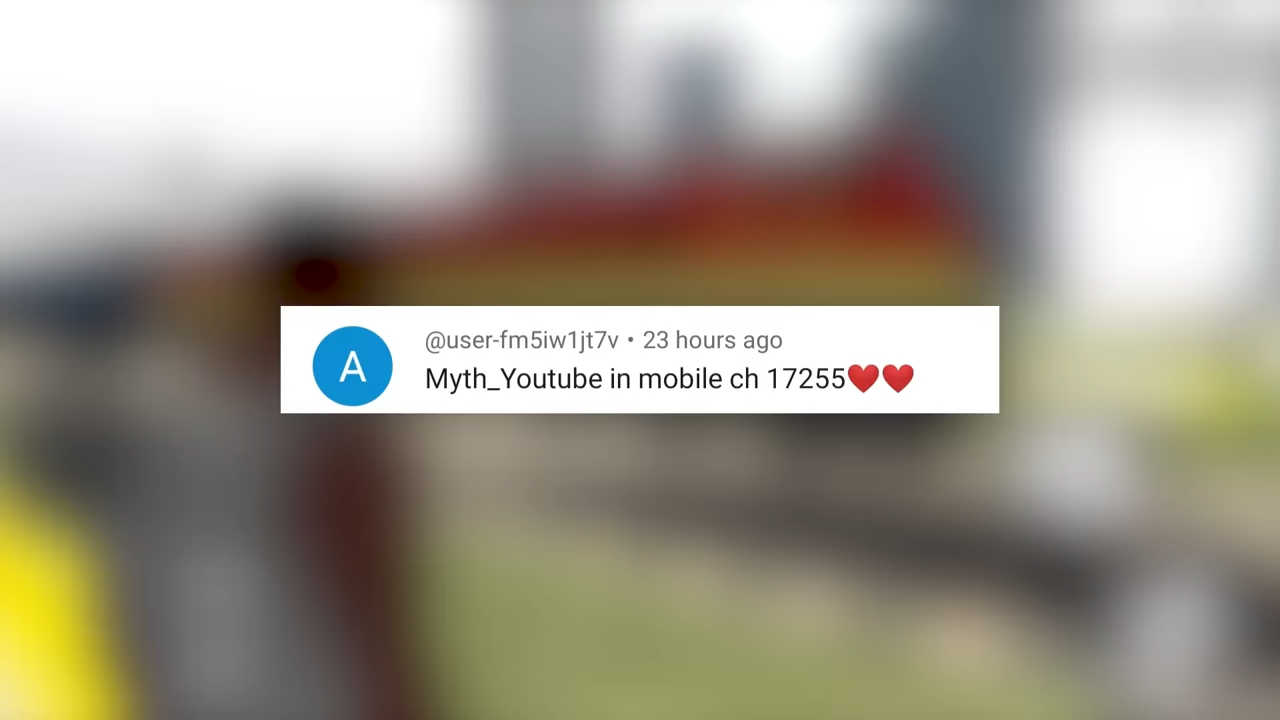 A
@user-fm5iw1jt7v • 23 hours ago
Myth_Youtube in mobile ch 17255❤️❤️